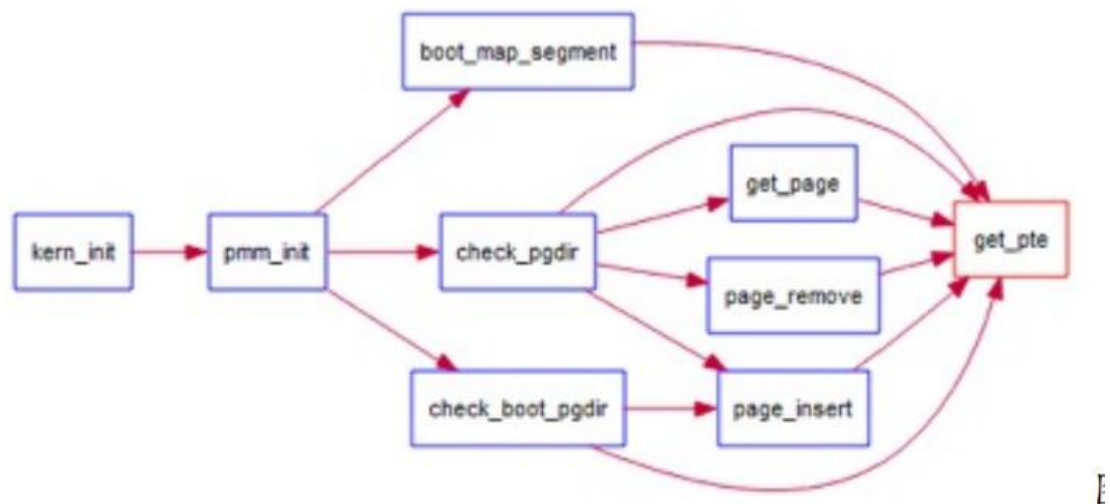 boot_map_segment
get_page
kern_init
pmm_init
check_pgdir
get_pte
page_remove
check_boot_pgdir
page_insert